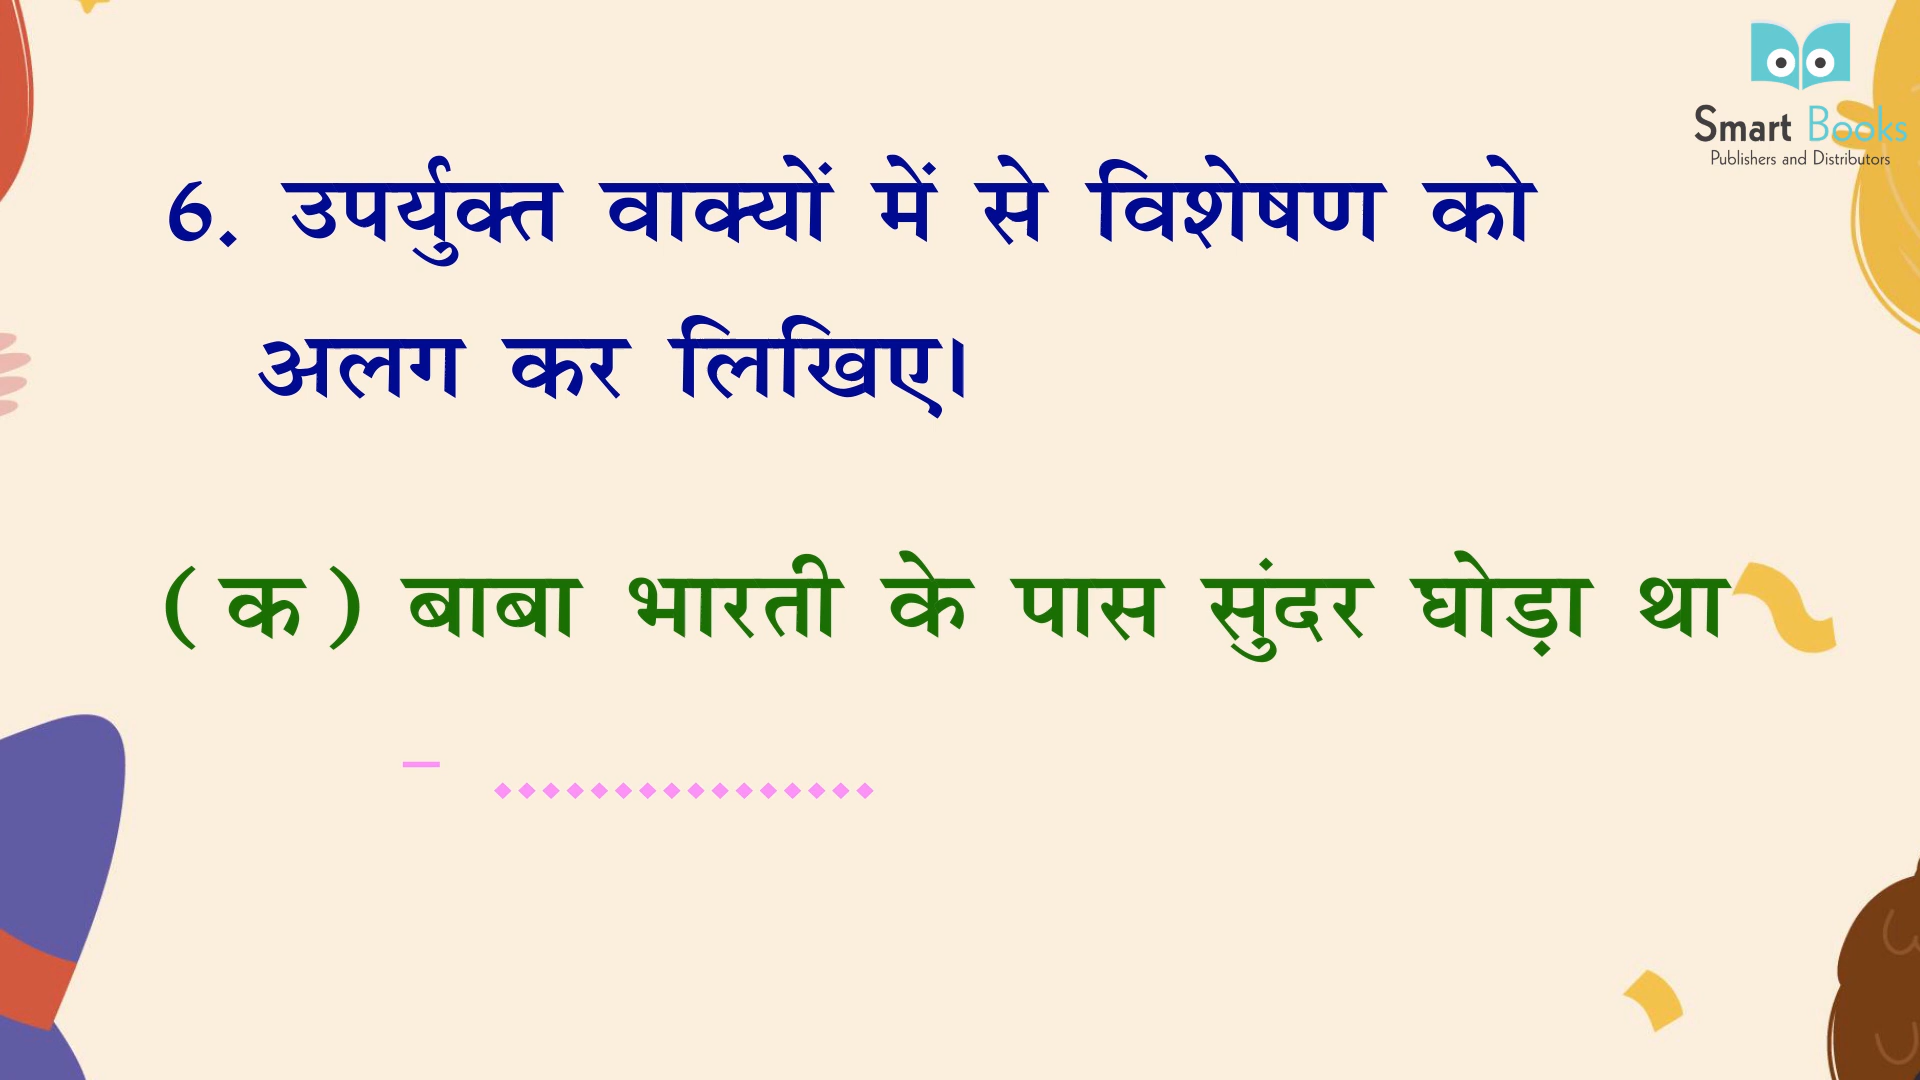 Smart Books
Publishers and Distributors
6. उपर्युक्त वाक्यों में से विशेषण को
अलग कर लिखिए।
(क) बाबा भारती के पास सुंदर घोड़ा था
– ................